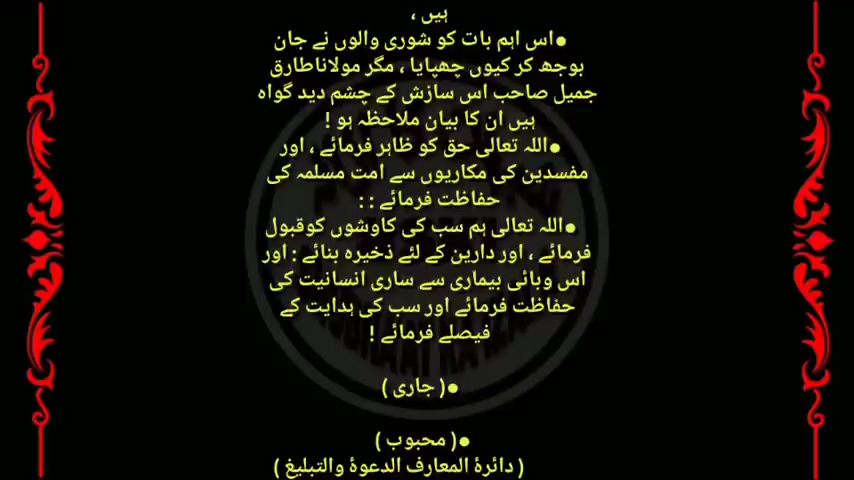 ہیں ،
●اس اہم بات کو شوری والوں نے جان
بوجھ کر کیوں چھپایا ، مگر مولاناطارق
جمیل صاحب اس سازش کے چشم دید گواہ
ہیں ان کا بیان ملاحظہ ہو !
●اللہ تعالی حق کو ظاہر فرمائے ، اور
مفسدین کی مکاریوں سے امت مسلمہ کی
حفاظت فرمائے : :
●اللہ تعالی ہم سب کی کاوشوں کوقبول
فرمائے ، اور دارین کے لئے ذخیرہ بنائے : اور
اس وبائی بیماری سے ساری انسانیت کی
حفاظت فرمائے اور سب کی ہدایت کے
فیصلے فرمائے !
●( جاری )
●( محبوب )
( دائرۂ المعارف الدعوۂ والتبلیغ )